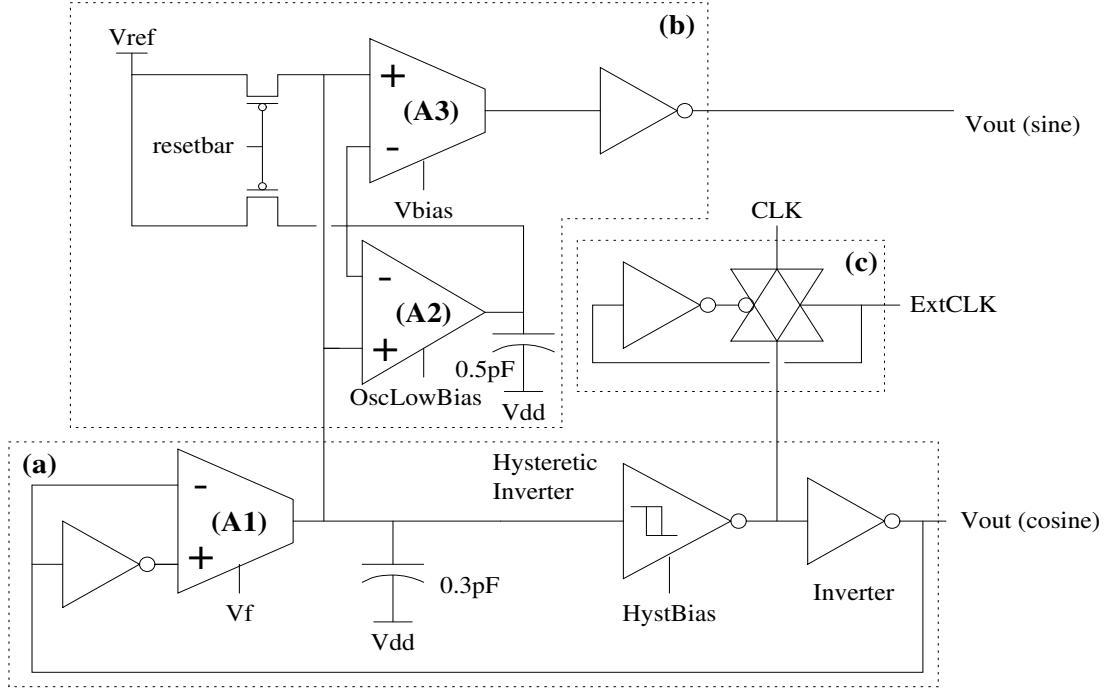 Vref
(b)
+
(A3)
-
resetbar
Vbias
Vout (sine)
CLK
(c)
-
(A2)
+
ExtCLK
0.5pF
OscLowBias
Vdd
(a)
Hysteretic
Inverter
-
(A1)
+
Vout (cosine)
0.3pF
Vf
Vdd
HystBias
Inverter